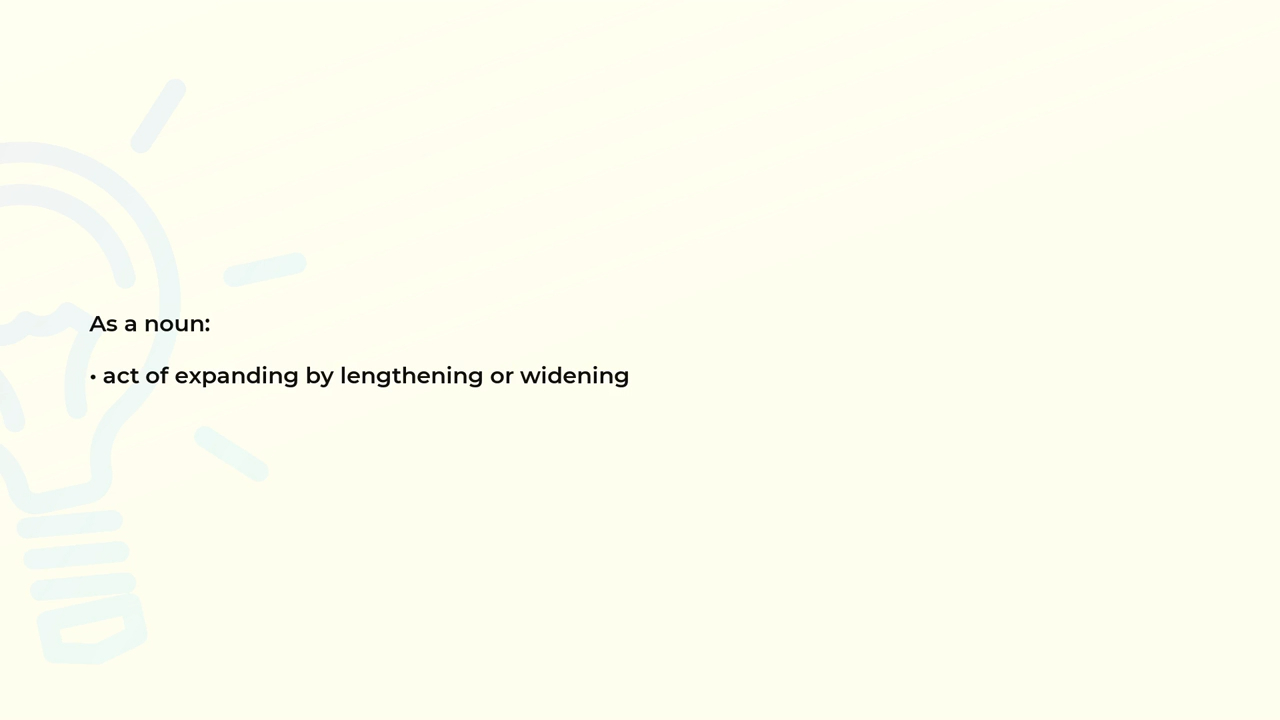 As a noun:
• act of expanding by lengthening or widening